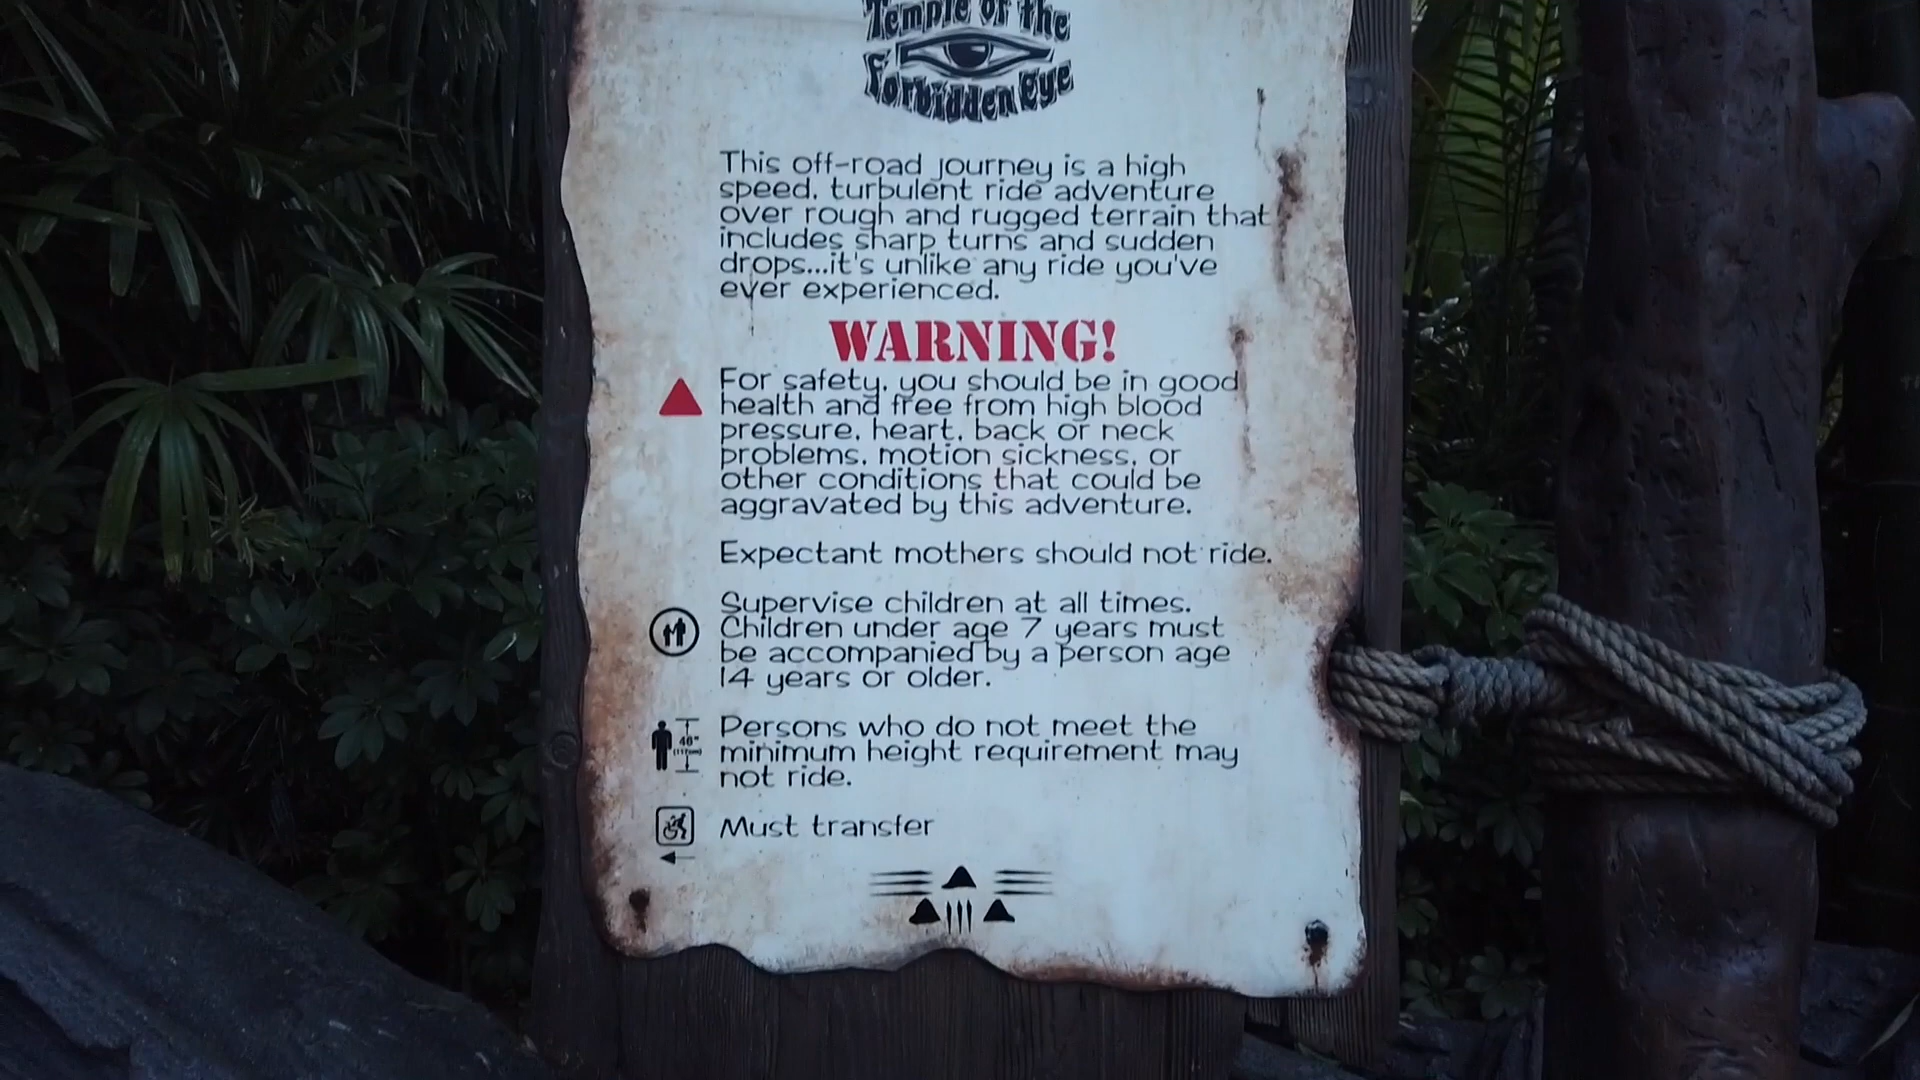 Temple of the
Forbidden Eye
This off-road journey is a high
speed, turbulent ride adventure
over rough and rugged terrain that
includes sharp turns and sudden
drops...it's unlike any ride you've
ever experienced.
WARNING!
For safety, you should be in good
health and free from high blood
pressure, heart, back or neck
problems, motion sickness, or
other conditions that could be
aggravated by this adventure.
Expectant mothers should not ride.
Supervise children at all times.
Children under age 7 years must
be accompanied by a person age
14 years or older.
Persons who do not meet the
46"
minimum height requirement may
not ride.
Must transfer